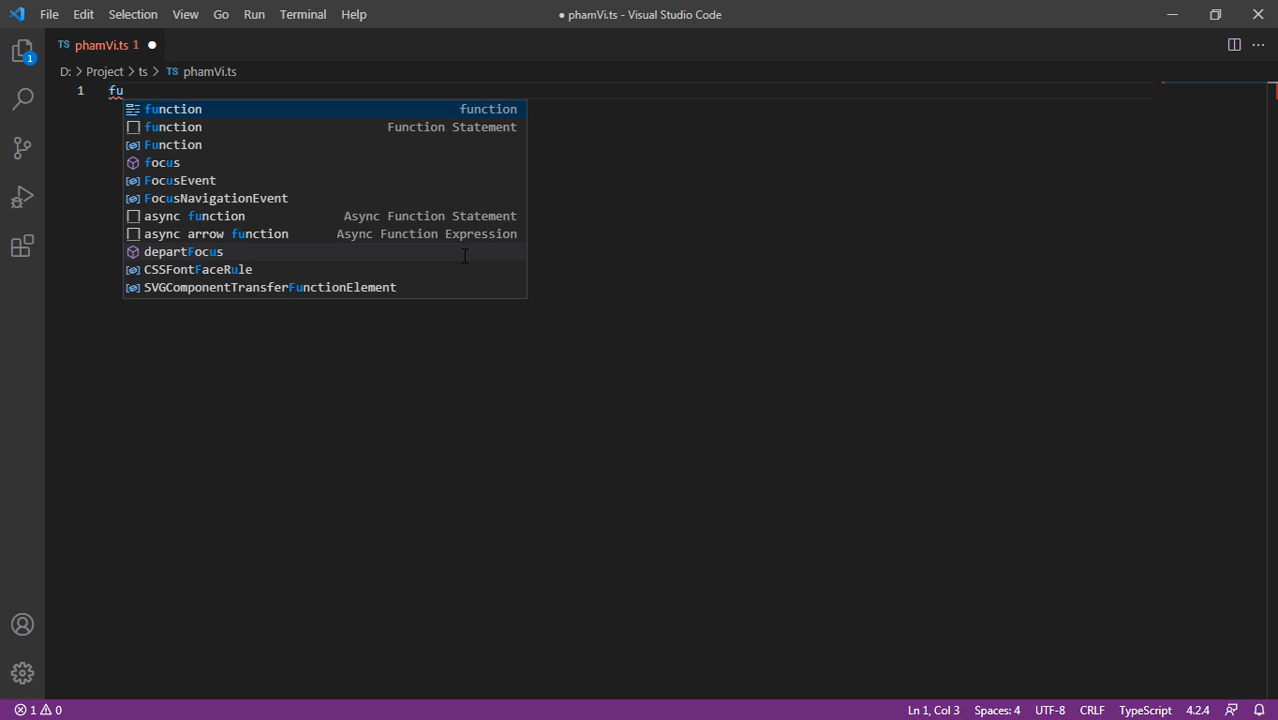 File Edit Selection View Go Run Terminal Help ● phamVi.ts - Visual Studio Code
TS phamVi.ts 1 ●
D: > Project > ts > TS phamVi.ts
1 fu
function function
function Function Statement
Function
focus
FocusEvent
FocusNavigationEvent
async function Async Function Statement
async arrow function Async Function Expression
departFocus
CSSFontFaceRule
SVGComponentTransferFunctionElement
1
1 0 Ln 1, Col 3 Spaces: 4 UTF-8 CRLF TypeScript 4.2.4